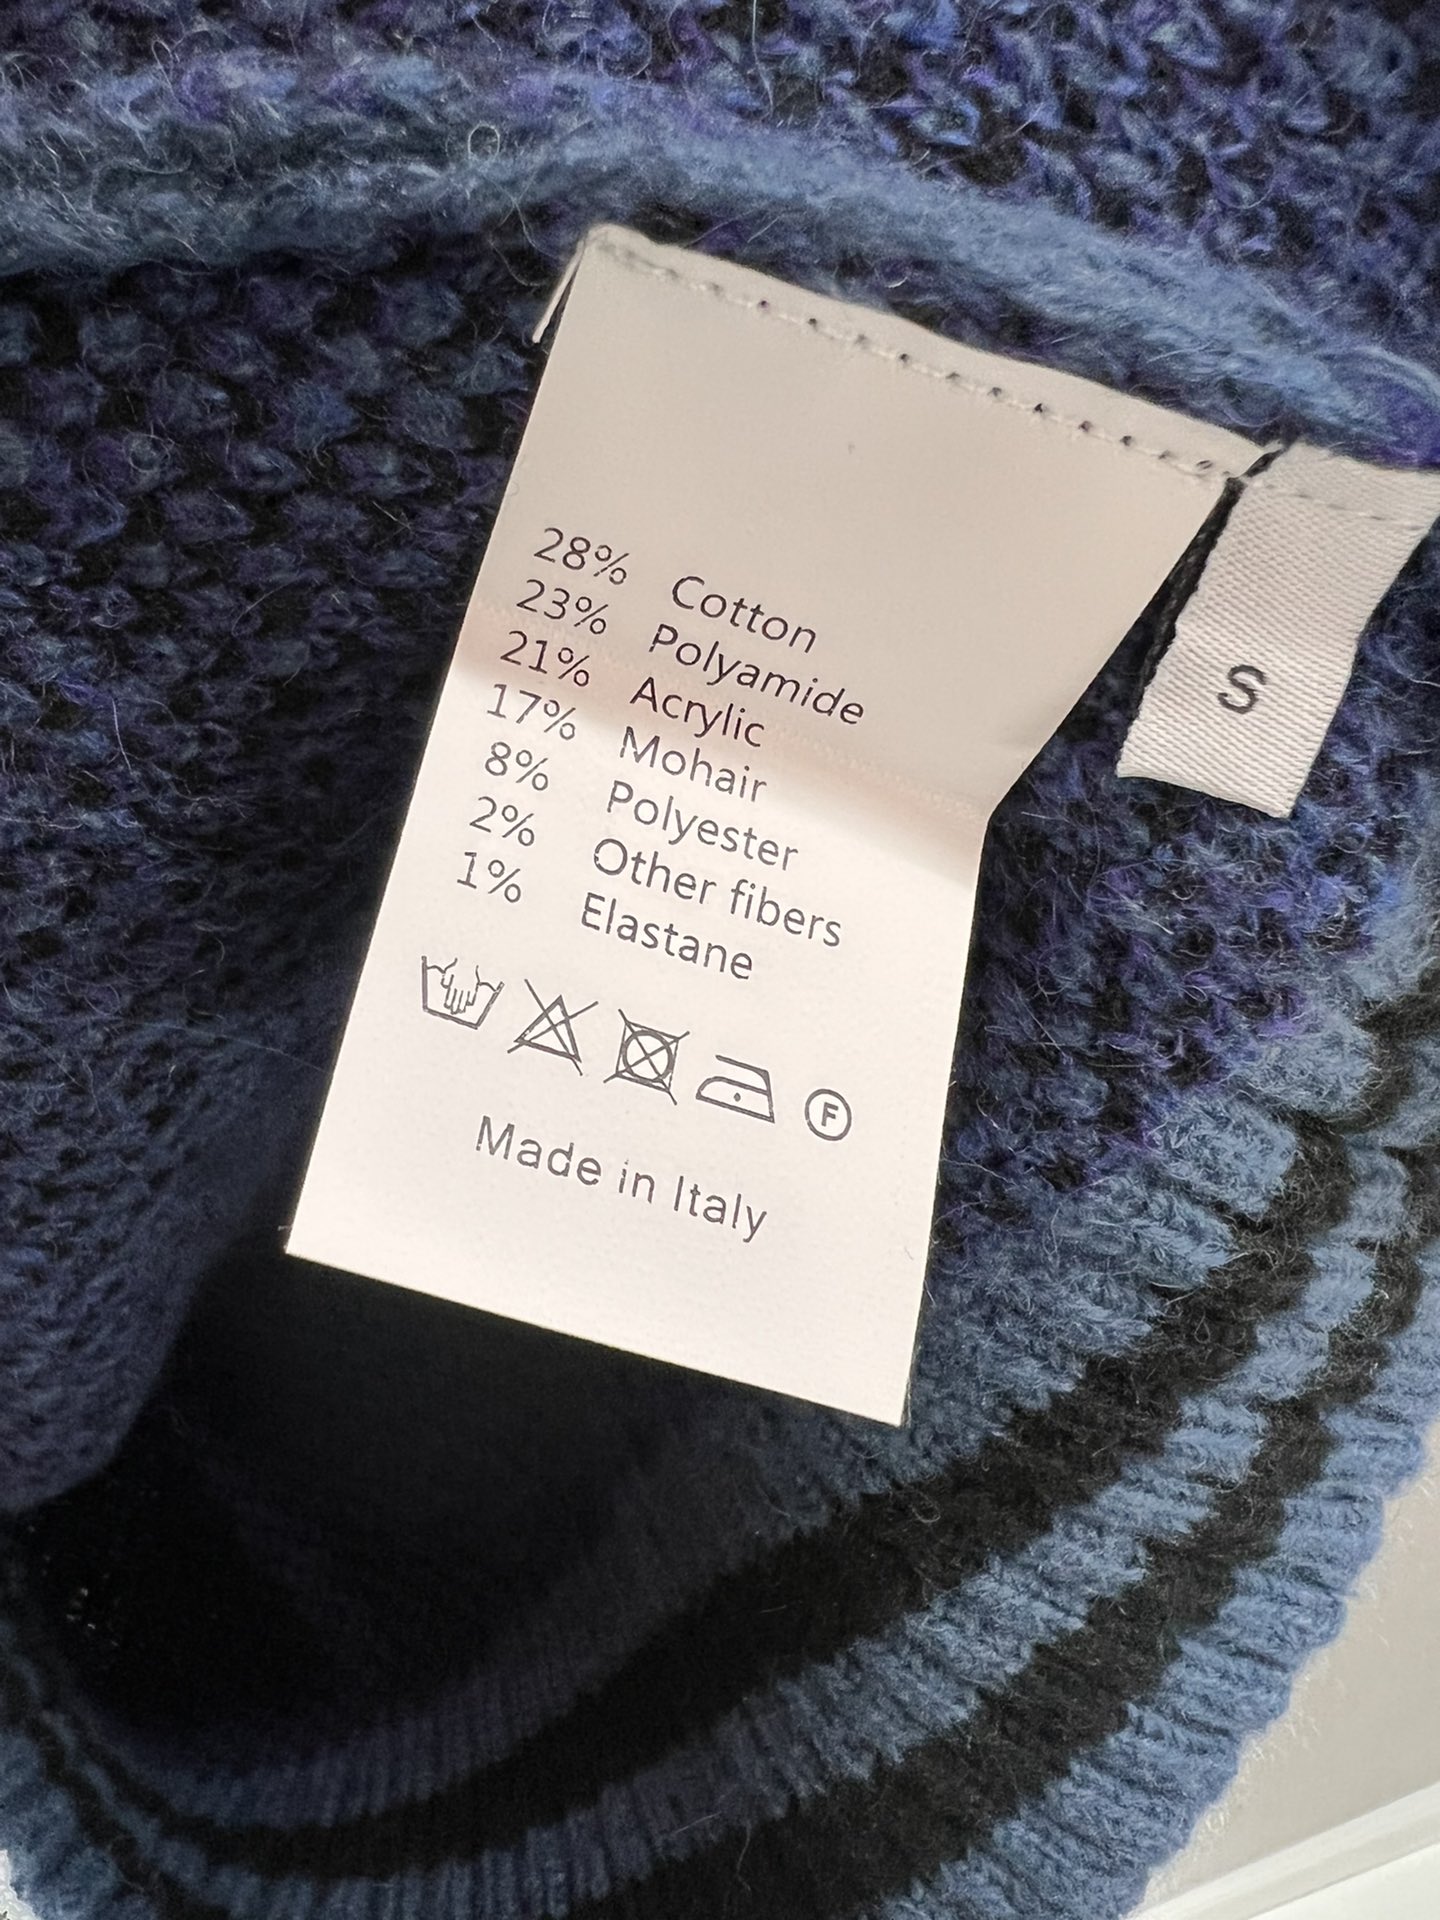 28% Cotton
23% Polyamide
21% Acrylic
17% Mohair
8% Polyester
2% Other fibers
1% Elastane
F
Made in Italy
S